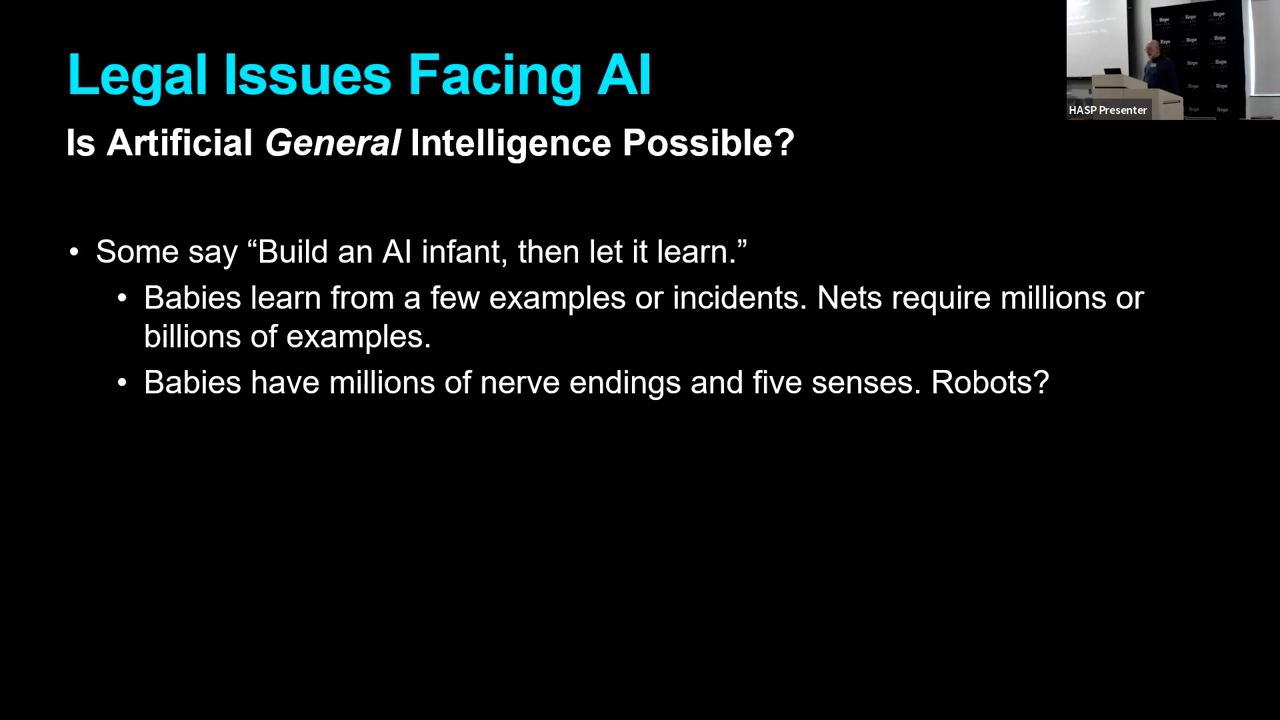 Legal Issues Facing AI
Is Artificial General Intelligence Possible?
• Some say “Build an AI infant, then let it learn.”
• Babies learn from a few examples or incidents. Nets require millions or
billions of examples.
• Babies have millions of nerve endings and five senses. Robots?
HASP Presenter